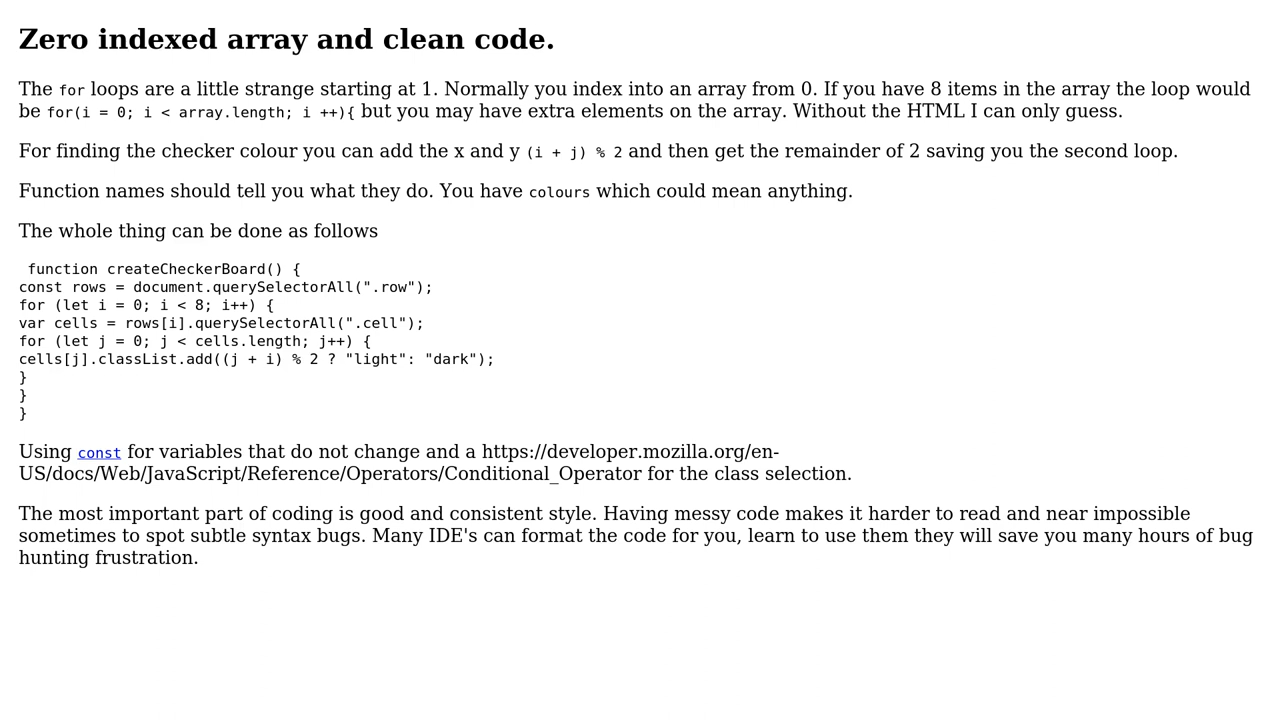 Zero indexed array and clean code.
The for loops are a little strange starting at 1. Normally you index into an array from 0. If you have 8 items in the array the loop would
be for(i = 0; i < array.length; i ++){ but you may have extra elements on the array. Without the HTML I can only guess.
For finding the checker colour you can add the x and y (i + j) % 2 and then get the remainder of 2 saving you the second loop.
Function names should tell you what they do. You have colours which could mean anything.
The whole thing can be done as follows
function createCheckerBoard() {
const rows = document.querySelectorAll(".row");
for (let i = 0; i < 8; i++) {
var cells = rows[i].querySelectorAll(".cell");
for (let j = 0; j < cells.length; j++) {
cells[j].classList.add((j + i) % 2 ? "light": "dark");
}
}
}
Using const for variables that do not change and a https://developer.mozilla.org/en-
US/docs/Web/JavaScript/Reference/Operators/Conditional_Operator for the class selection.
The most important part of coding is good and consistent style. Having messy code makes it harder to read and near impossible
sometimes to spot subtle syntax bugs. Many IDE's can format the code for you, learn to use them they will save you many hours of bug
hunting frustration.